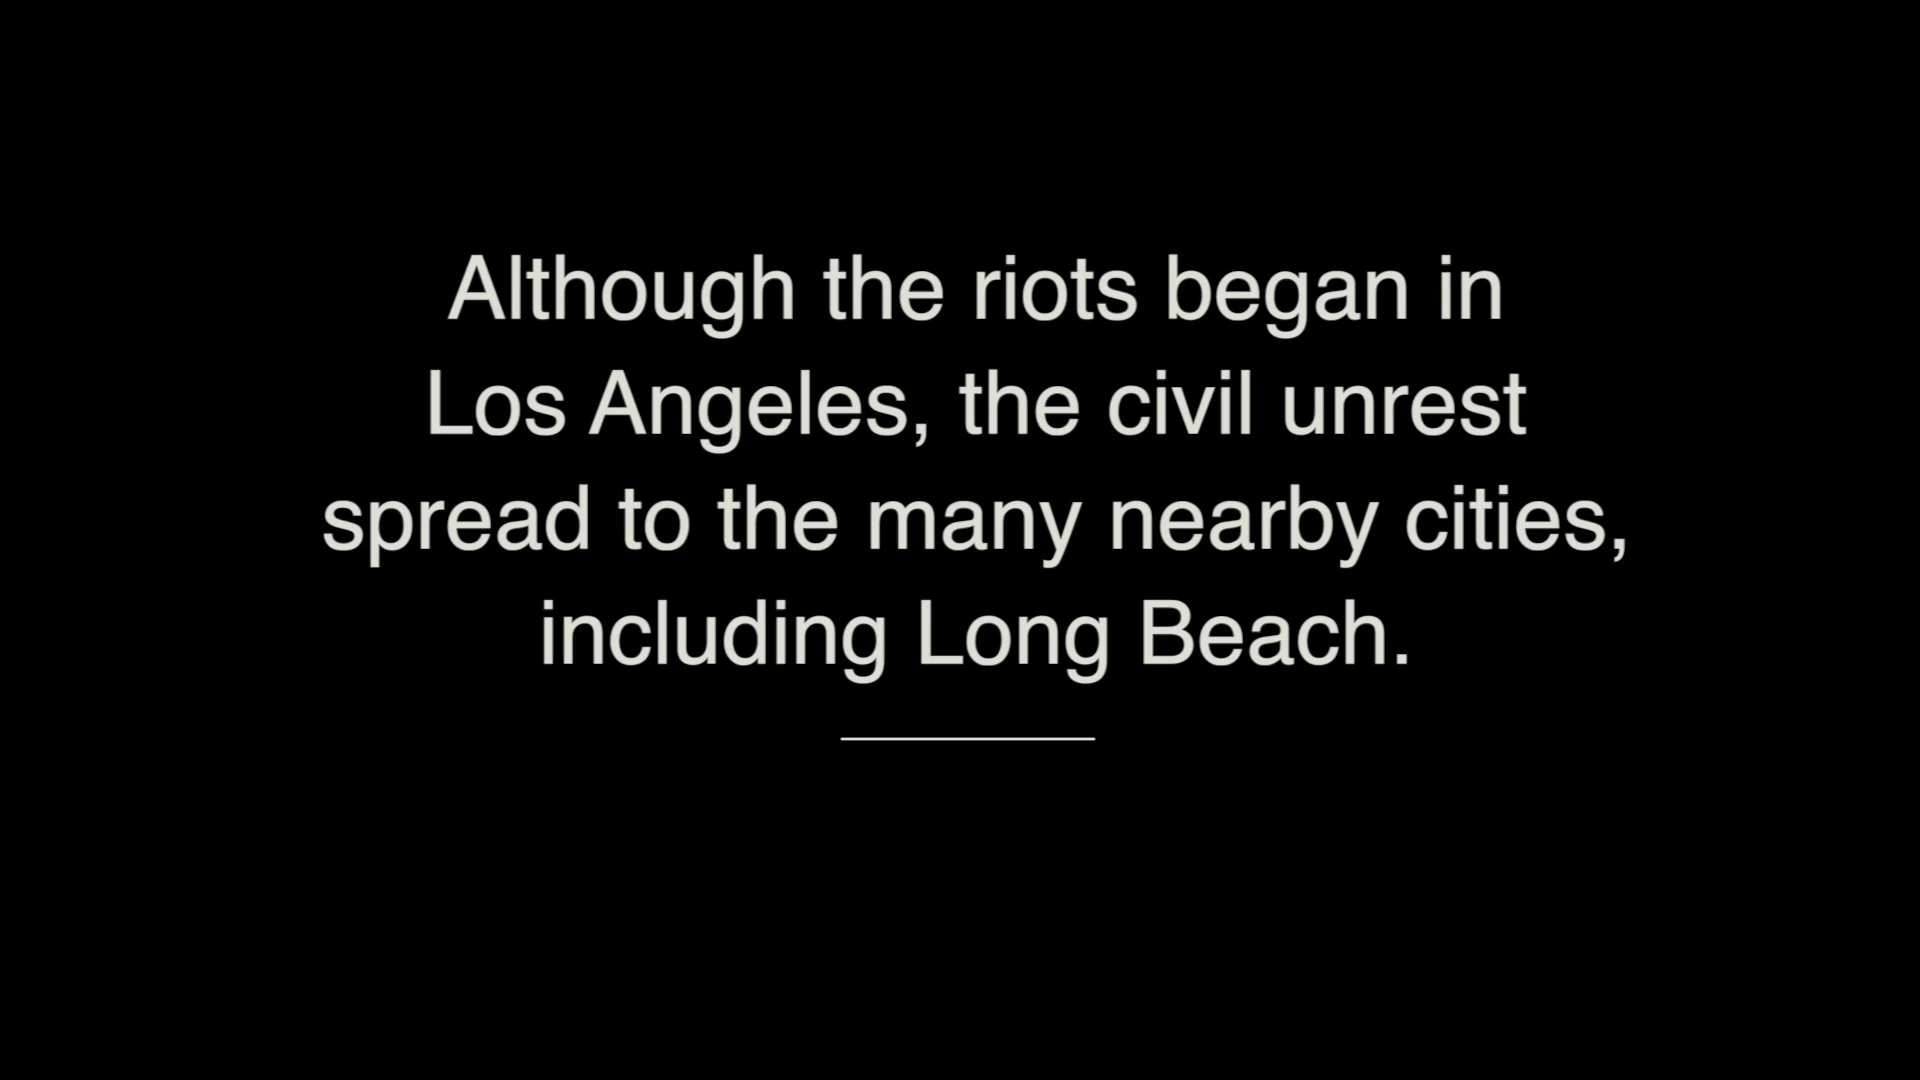 Although the riots began in
Los Angeles, the civil unrest
spread to the many nearby cities,
including Long Beach.